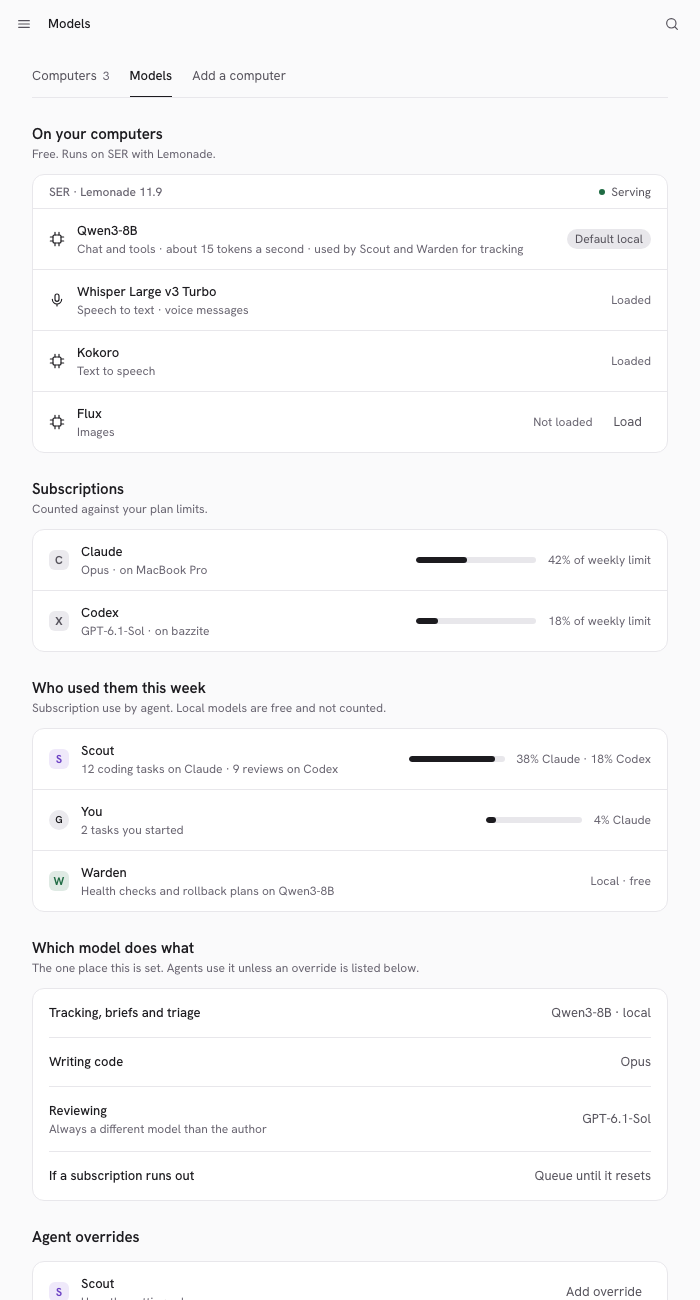 Models
Computers 3
Models
Add a computer
On your computers
Free. Runs on SER with Lemonade.
SER · Lemonade 11.9
Serving
Qwen3-8B
Chat and tools · about 15 tokens a second · used by Scout and Warden for tracking
Default local
Whisper Large v3 Turbo
Speech to text · voice messages
Loaded
Kokoro
Text to speech
Loaded
Flux
Images
Not loaded
Load
Subscriptions
Counted against your plan limits.
C
Claude
Opus · on MacBook Pro
42% of weekly limit
X
Codex
GPT-6.1-Sol · on bazzite
18% of weekly limit
Who used them this week
Subscription use by agent. Local models are free and not counted.
S
Scout
12 coding tasks on Claude · 9 reviews on Codex
38% Claude · 18% Codex
G
You
2 tasks you started
4% Claude
W
Warden
Health checks and rollback plans on Qwen3-8B
Local · free
Which model does what
The one place this is set. Agents use it unless an override is listed below.
Tracking, briefs and triage
Qwen3-8B · local
Writing code
Opus
Reviewing
Always a different model than the author
GPT-6.1-Sol
If a subscription runs out
Queue until it resets
Agent overrides
S
Scout
Add override